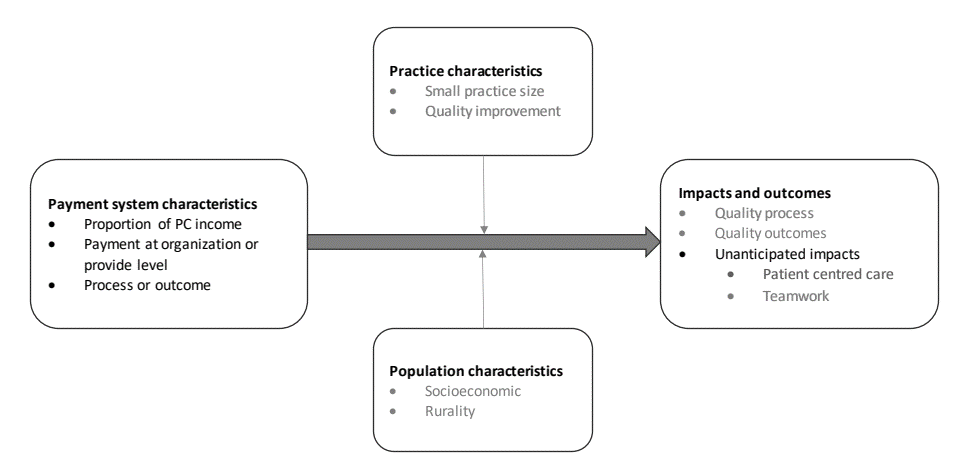 Practice characteristics
• Small practice size
• Quality improvement
Payment system characteristics
• Proportion of PC income
• Payment at organization or
provide level
• Process or outcome
Impacts and outcomes
• Quality process
• Quality outcomes
• Unanticipated impacts
• Patient centred care
• Teamwork
Population characteristics
• Socioeconomic
• Rurality